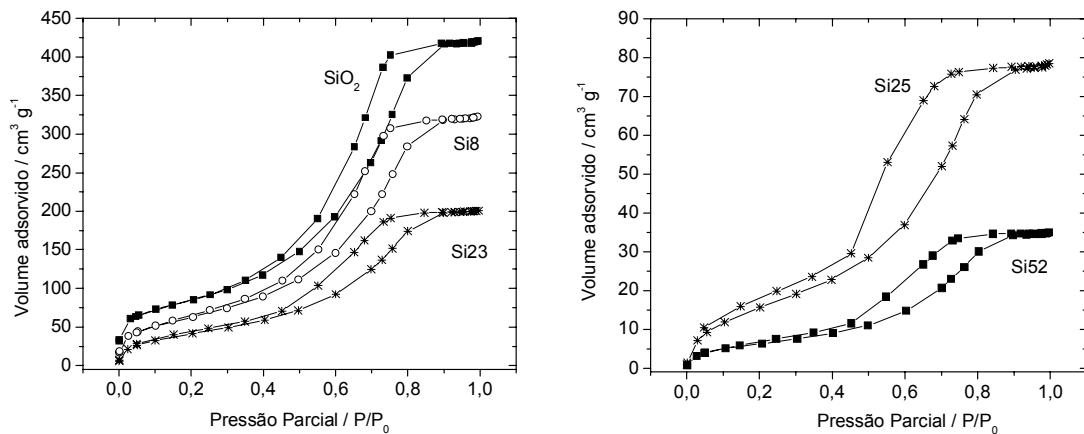 450
400
350
300
250
200
150
100
50
0
Volume adsorvido / cm³ g⁻¹
SiO₂
Si8
Si23
0,0 0,2 0,4 0,6 0,8 1,0
Pressão Parcial / P/P₀
90
80
70
60
50
40
30
20
10
0
Volume adsorvido / cm³ g⁻¹
Si25
Si52
0,0 0,2 0,4 0,6 0,8 1,0
Pressão Parcial / P/P₀